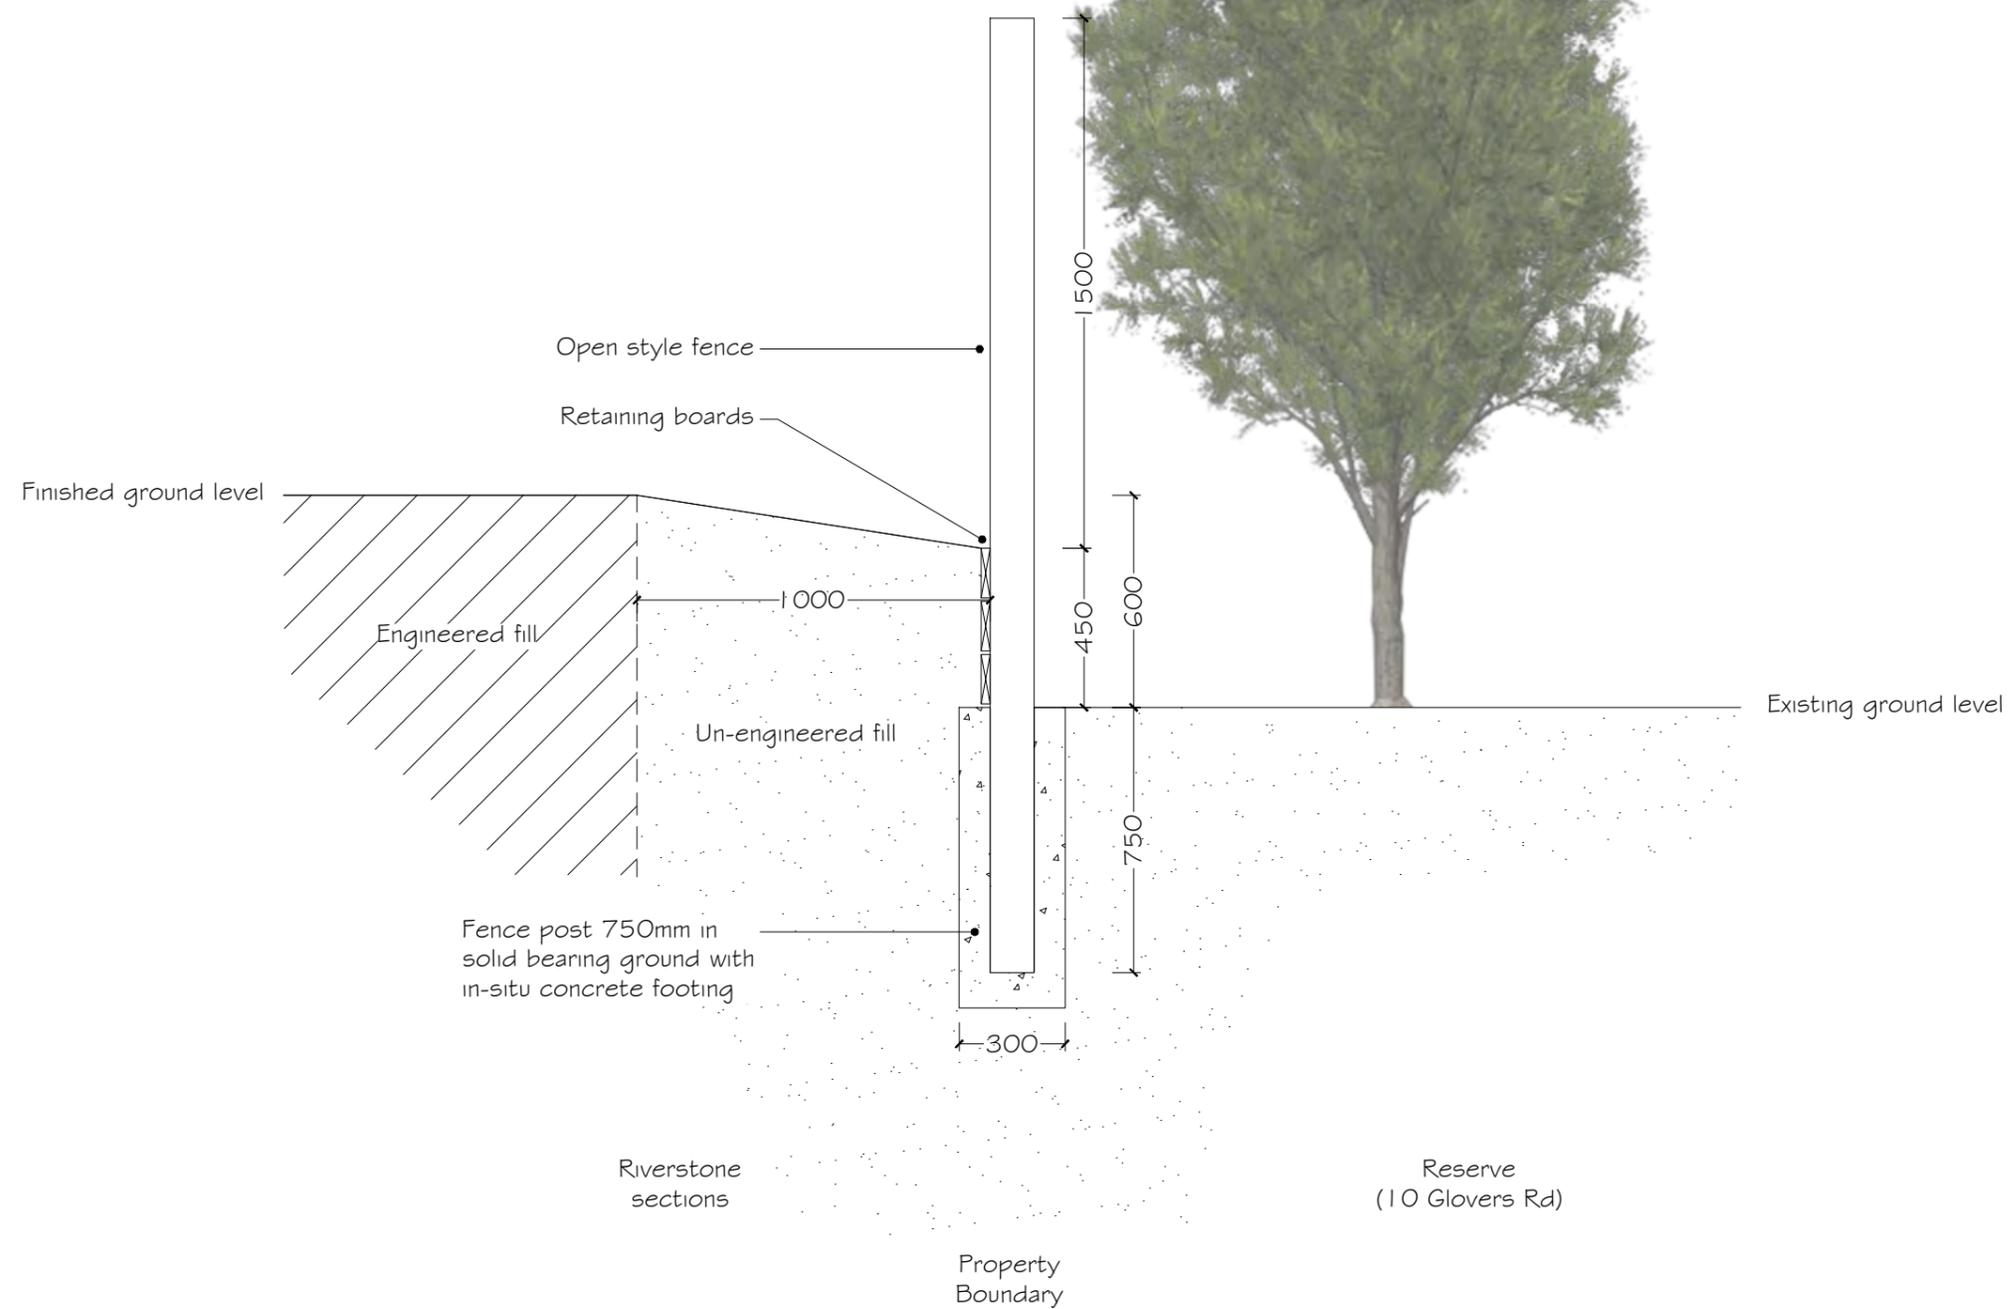 1500
Open style fence
Retaining boards
Finished ground level
1000
450
600
Engineered fill
Existing ground level
Un-engineered fill
750
Fence post 750mm in
solid bearing ground with
in-situ concrete footing
300
Riverstone
sections
Reserve
(10 Glovers Rd)
Property
Boundary